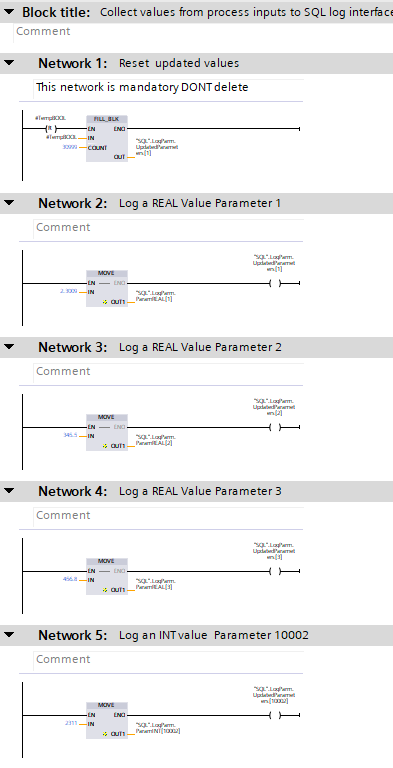 Block title: Collect values from process inputs to SQL log interface
Comment
Network 1: Reset updated values
This network is mandatory DONT delete
#TempBOOL
FILL_BLK
R
EN ENO
#TempBOOL IN
COUNT
"SQL".LogParm.
UpdatedParamet
ers[1]
OUT
Network 2: Log a REAL Value Parameter 1
Comment
"SQL".LogParm.
UpdatedParamet
ers[1]
MOVE
EN ENO
2.3009 IN
OUT1
"SQL".LogParm.
ParamREAL[1]
Network 3: Log a REAL Value Parameter 2
Comment
"SQL".LogParm.
UpdatedParamet
ers[2]
MOVE
EN ENO
346.5 IN
OUT1
"SQL".LogParm.
ParamREAL[2]
Network 4: Log a REAL Value Parameter 3
Comment
"SQL".LogParm.
UpdatedParamet
ers[3]
MOVE
EN ENO
456.8 IN
OUT1
"SQL".LogParm.
ParamREAL[3]
Network 5: Log an INT value Parameter 10002
Comment
"SQL".LogParm.
UpdatedParamet
ers[10002]
MOVE
EN ENO
2311 IN
OUT1
"SQL".LogParm.
ParamINT[10002]